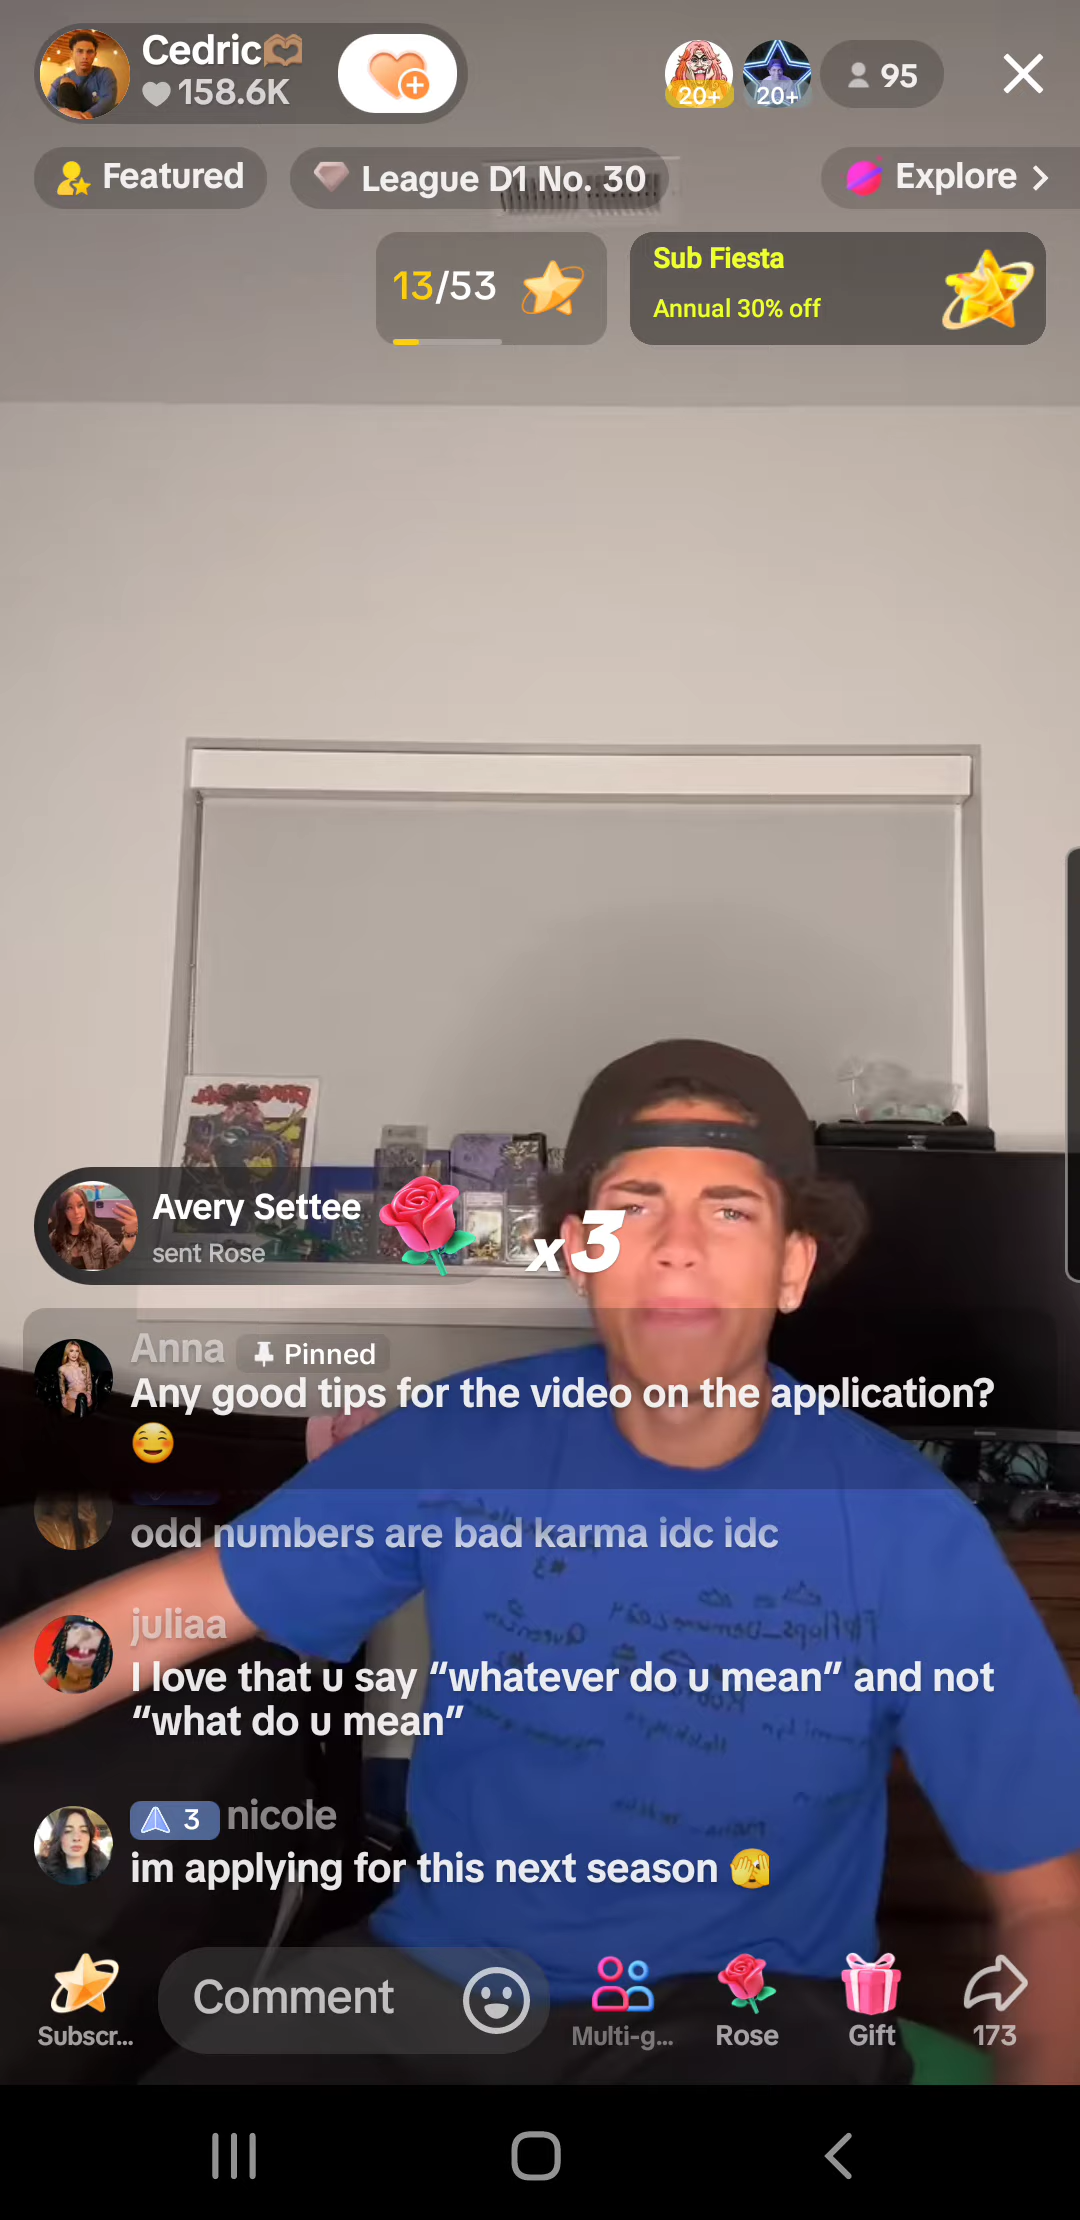 Cedric🫶🏽
158.6K
20+
20+
95
Featured
League D1 No. 30
Explore
13/53
Sub Fiesta
Annual 30% off
Avery Settee
sent Rose
x3
Anna
Pinned
Any good tips for the video on the application?
☺️
odd numbers are bad karma idc idc
juliaa
I love that u say “whatever do u mean” and not
“what do u mean”
3 nicole
im applying for this next season 🫣
Subscr...
Comment
Multi-g...
Rose
Gift
173